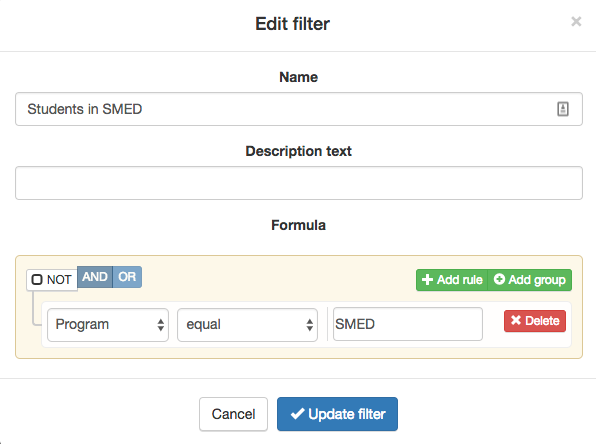 Edit filter ×
Name
Students in SMED
Description text
Formula
NOT AND OR Add rule Add group
Program equal SMED Delete
Cancel Update filter